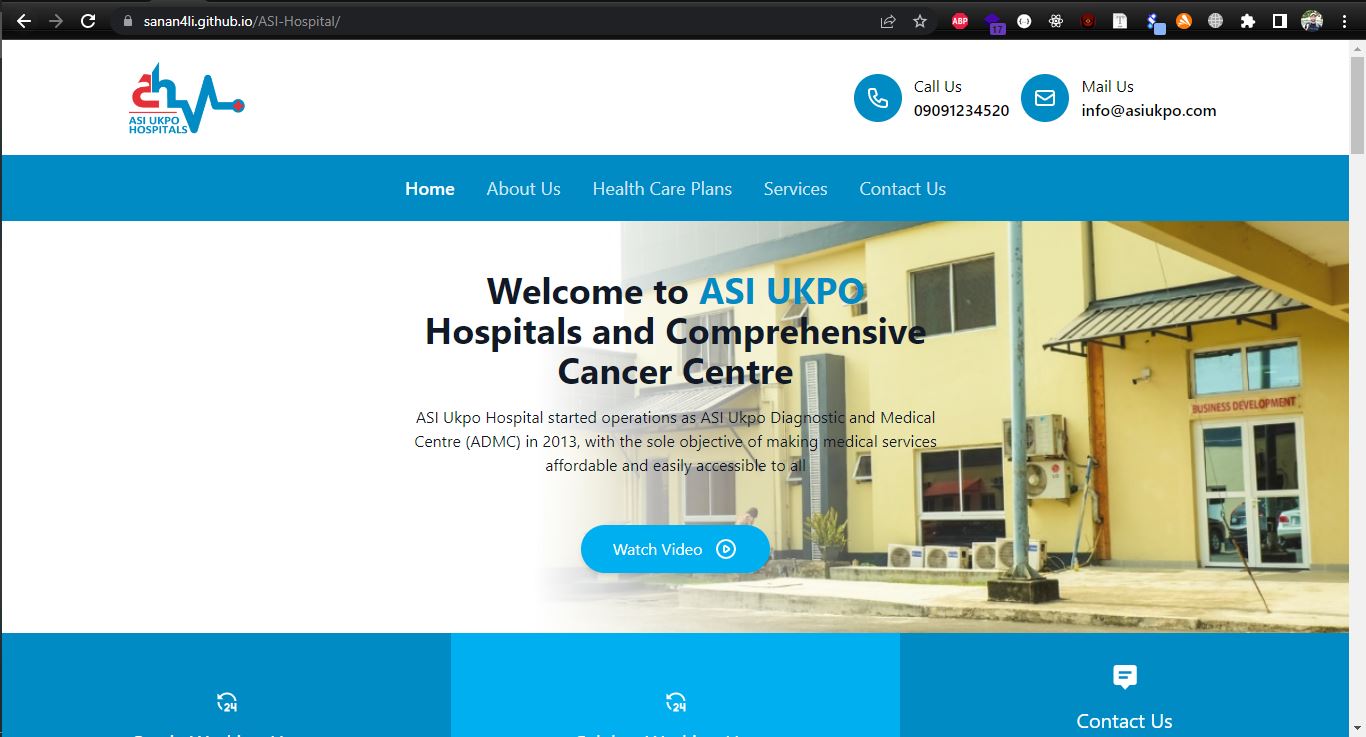 sanan4li.github.io/ASI-Hospital/
ABP
17
T
ah
ASI UKPO
HOSPITALS
Call Us
09091234520
Mail Us
info@asiukpo.com
Home About Us Health Care Plans Services Contact Us
Welcome to ASI UKPO
Hospitals and Comprehensive
Cancer Centre
ASI Ukpo Hospital started operations as ASI Ukpo Diagnostic and Medical
Centre (ADMC) in 2013, with the sole objective of making medical services
affordable and easily accessible to all
BUSINESS DEVELOPMENT
Watch Video
24
24
Contact Us